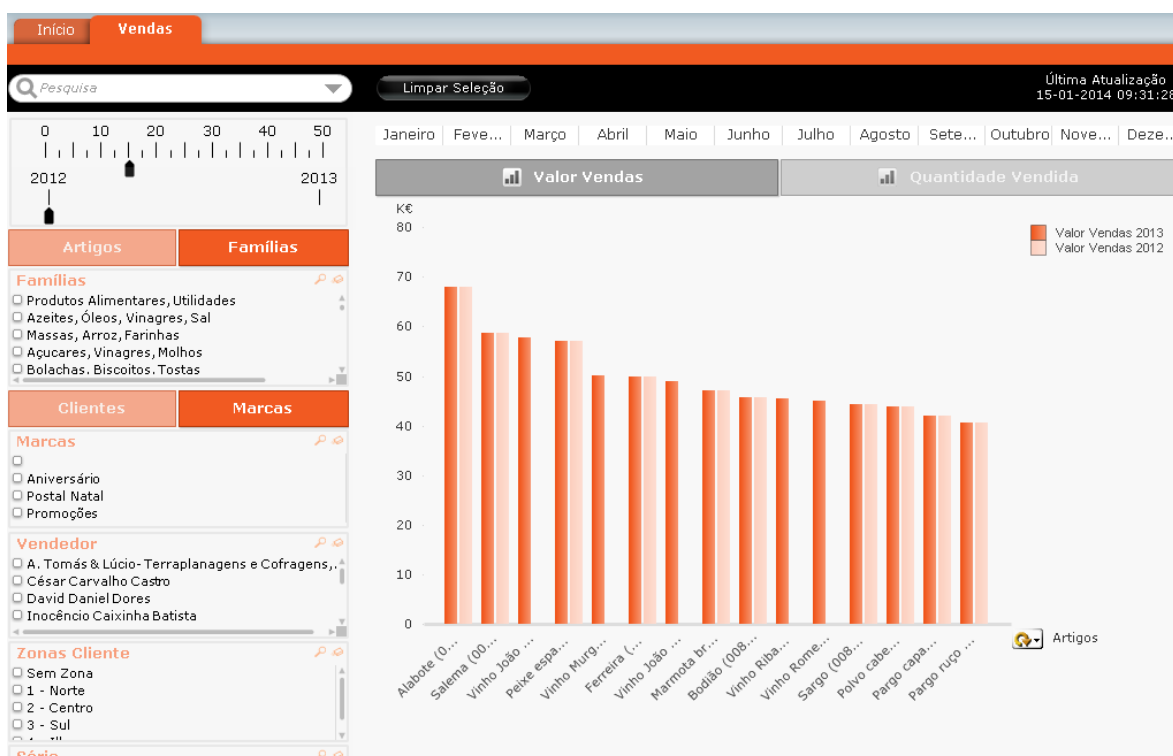 Início Vendas
Pesquisa
Limpar Seleção
Última Atualização
15-01-2014 09:31:28
0 10 20 30 40 50
2012 2013
Janeiro Feve... Março Abril Maio Junho Julho Agosto Sete... Outubro Nove... Deze...
Valor Vendas Quantidade Vendida
Artigos Famílias
Famílias
Produtos Alimentares, Utilidades
Azeites, Óleos, Vinagres, Sal
Massas, Arroz, Farinhas
Açucares, Vinagres, Molhos
Bolachas. Biscoitos. Tostas
Clientes Marcas
Marcas
Aniversário
Postal Natal
Promoções
Vendedor
A. Tomás & Lúcio- Terraplanagens e Cofragens,.
César Carvalho Castro
David Daniel Dores
Inocêncio Caixinha Batista
Zonas Cliente
Sem Zona
1 - Norte
2 - Centro
3 - Sul
Série
K€
80
70
60
50
40
30
20
10
0
Valor Vendas 2013
Valor Vendas 2012
Alabote (0...
Salema (00...
Vinho João ...
Peixe espa...
Vinho Murg...
Ferreira (...
Vinho João ...
Marmota br...
Bodião (008...
Vinho Riba...
Vinho Rome...
Sargo (008...
Polvo cabe...
Pargo capa...
Pargo ruço ...
Artigos